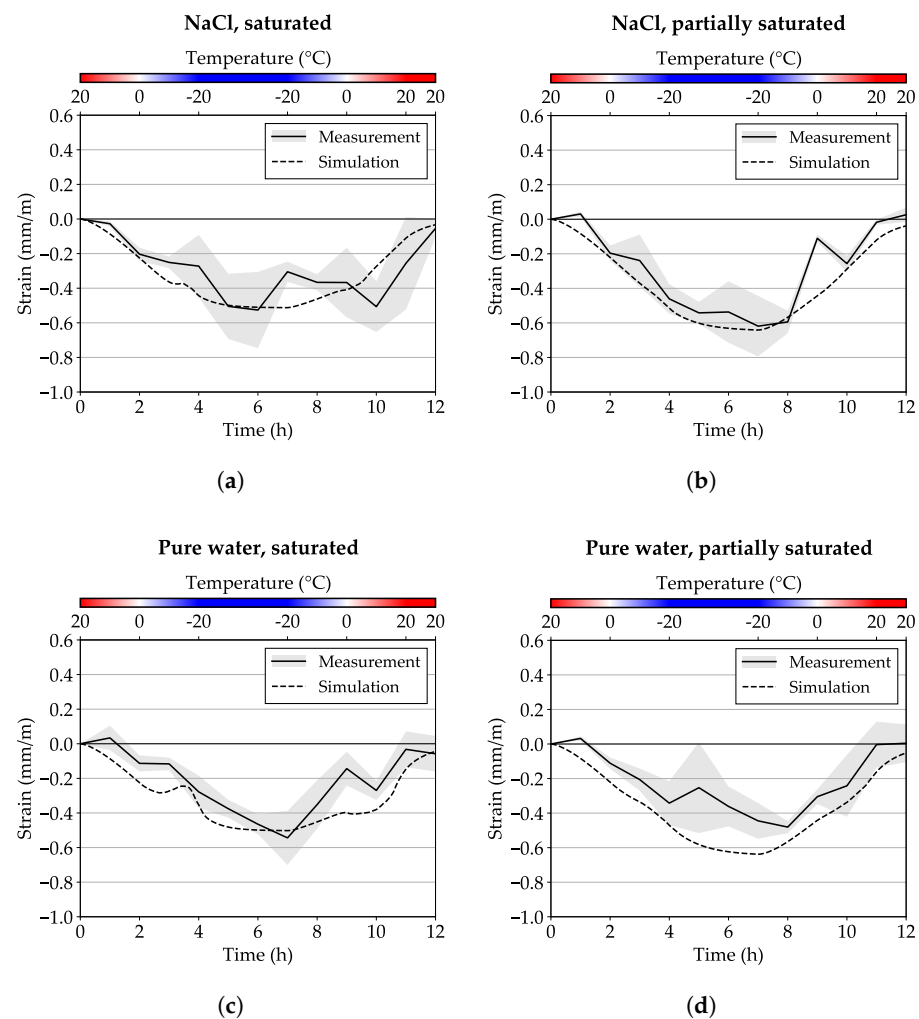 NaCl, saturated
Temperature (°C)
20 0 -20 -20 0 20 20
0.6
0.4
0.2
0.0
−0.2
−0.4
−0.6
−0.8
−1.0
Strain (mm/m)
Measurement
Simulation
0 2 4 6 8 10 12
Time (h)
(a)
NaCl, partially saturated
Temperature (°C)
20 0 -20 -20 0 20 20
0.6
0.4
0.2
0.0
−0.2
−0.4
−0.6
−0.8
−1.0
Strain (mm/m)
Measurement
Simulation
0 2 4 6 8 10 12
Time (h)
(b)
Pure water, saturated
Temperature (°C)
20 0 -20 -20 0 20 20
0.6
0.4
0.2
0.0
−0.2
−0.4
−0.6
−0.8
−1.0
Strain (mm/m)
Measurement
Simulation
0 2 4 6 8 10 12
Time (h)
(c)
Pure water, partially saturated
Temperature (°C)
20 0 -20 -20 0 20 20
0.6
0.4
0.2
0.0
−0.2
−0.4
−0.6
−0.8
−1.0
Strain (mm/m)
Measurement
Simulation
0 2 4 6 8 10 12
Time (h)
(d)